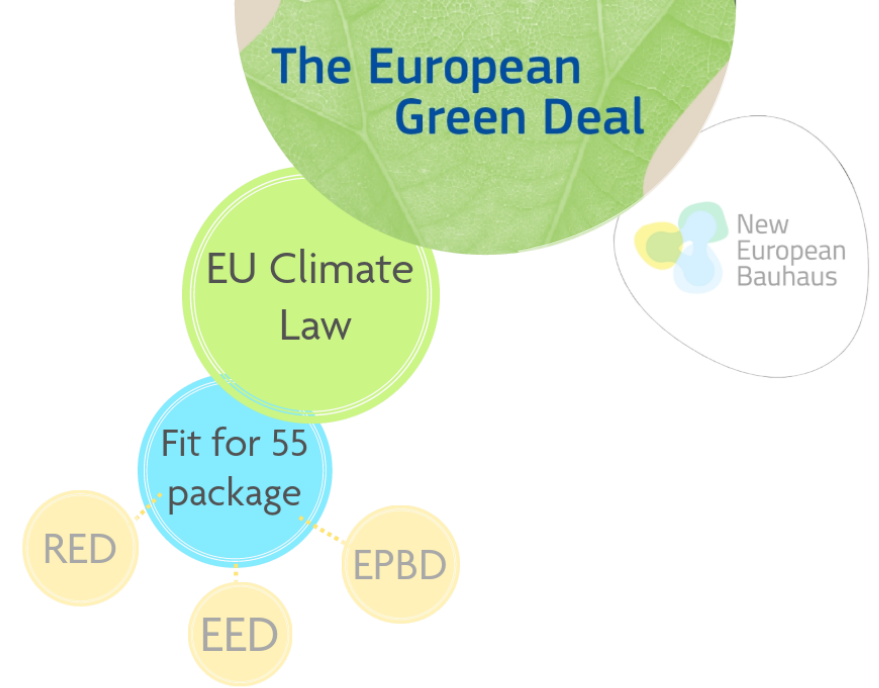 The European
Green Deal
New
European
Bauhaus
EU Climate
Law
Fit for 55
package
RED
EPBD
EED